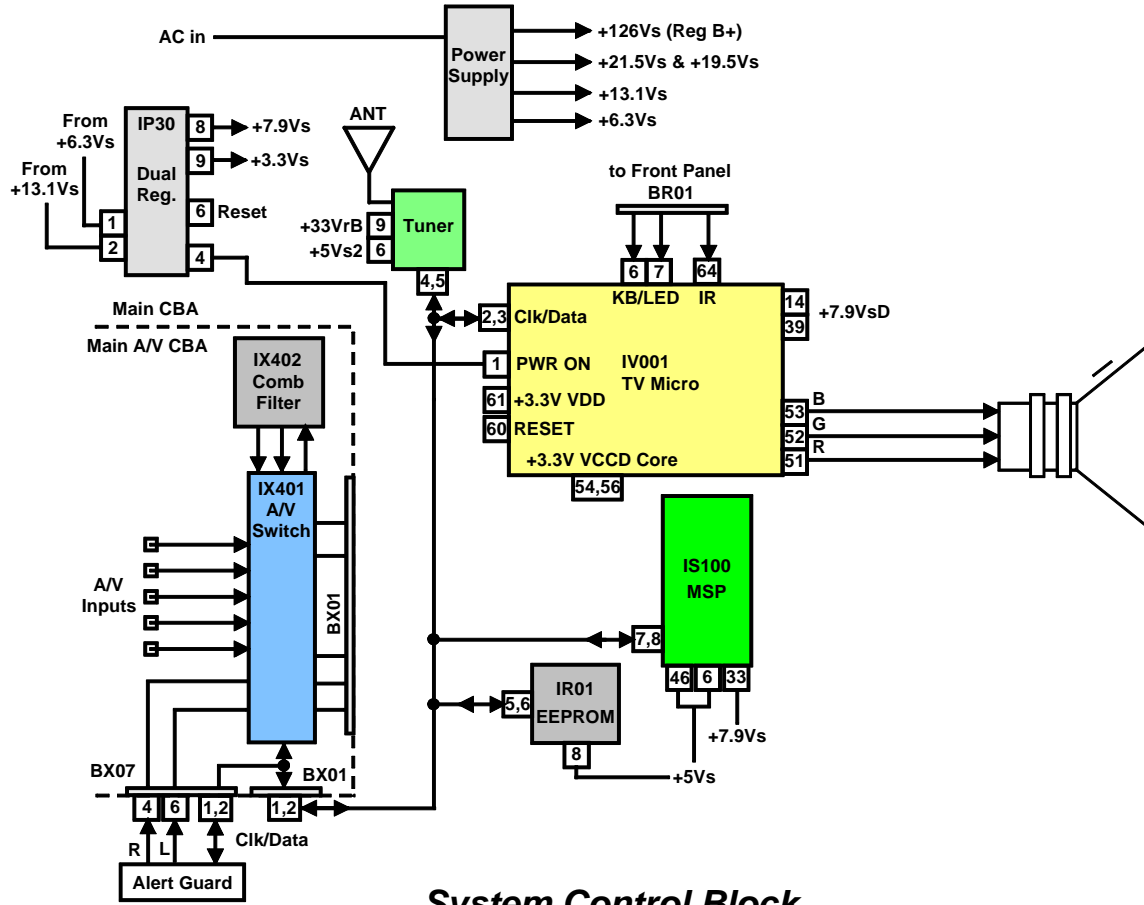 AC in
Power
Supply
+126Vs (Reg B+)
+21.5Vs & +19.5Vs
+13.1Vs
+6.3Vs
From
+6.3Vs
From
+13.1Vs
IP30
Dual
Reg.
8
+7.9Vs
9
+3.3Vs
6
Reset
1
2
4
ANT
+33VrB
9
+5Vs2
6
Tuner
4,5
to Front Panel
BR01
6
7
64
KB/LED
IR
14
39
+7.9VsD
2,3
Clk/Data
1
PWR ON
IV001
TV Micro
61
+3.3V VDD
60
RESET
+3.3V VCCD Core
54,56
53
B
52
G
51
R
Main CBA
Main A/V CBA
IX402
Comb
Filter
IX401
A/V
Switch
A/V
Inputs
BX01
IS100
MSP
7,8
46
6
33
+7.9Vs
IR01
EEPROM
5,6
8
+5Vs
BX07
BX01
4
6
1,2
1,2
Clk/Data
R
L
Alert Guard
System Control Block